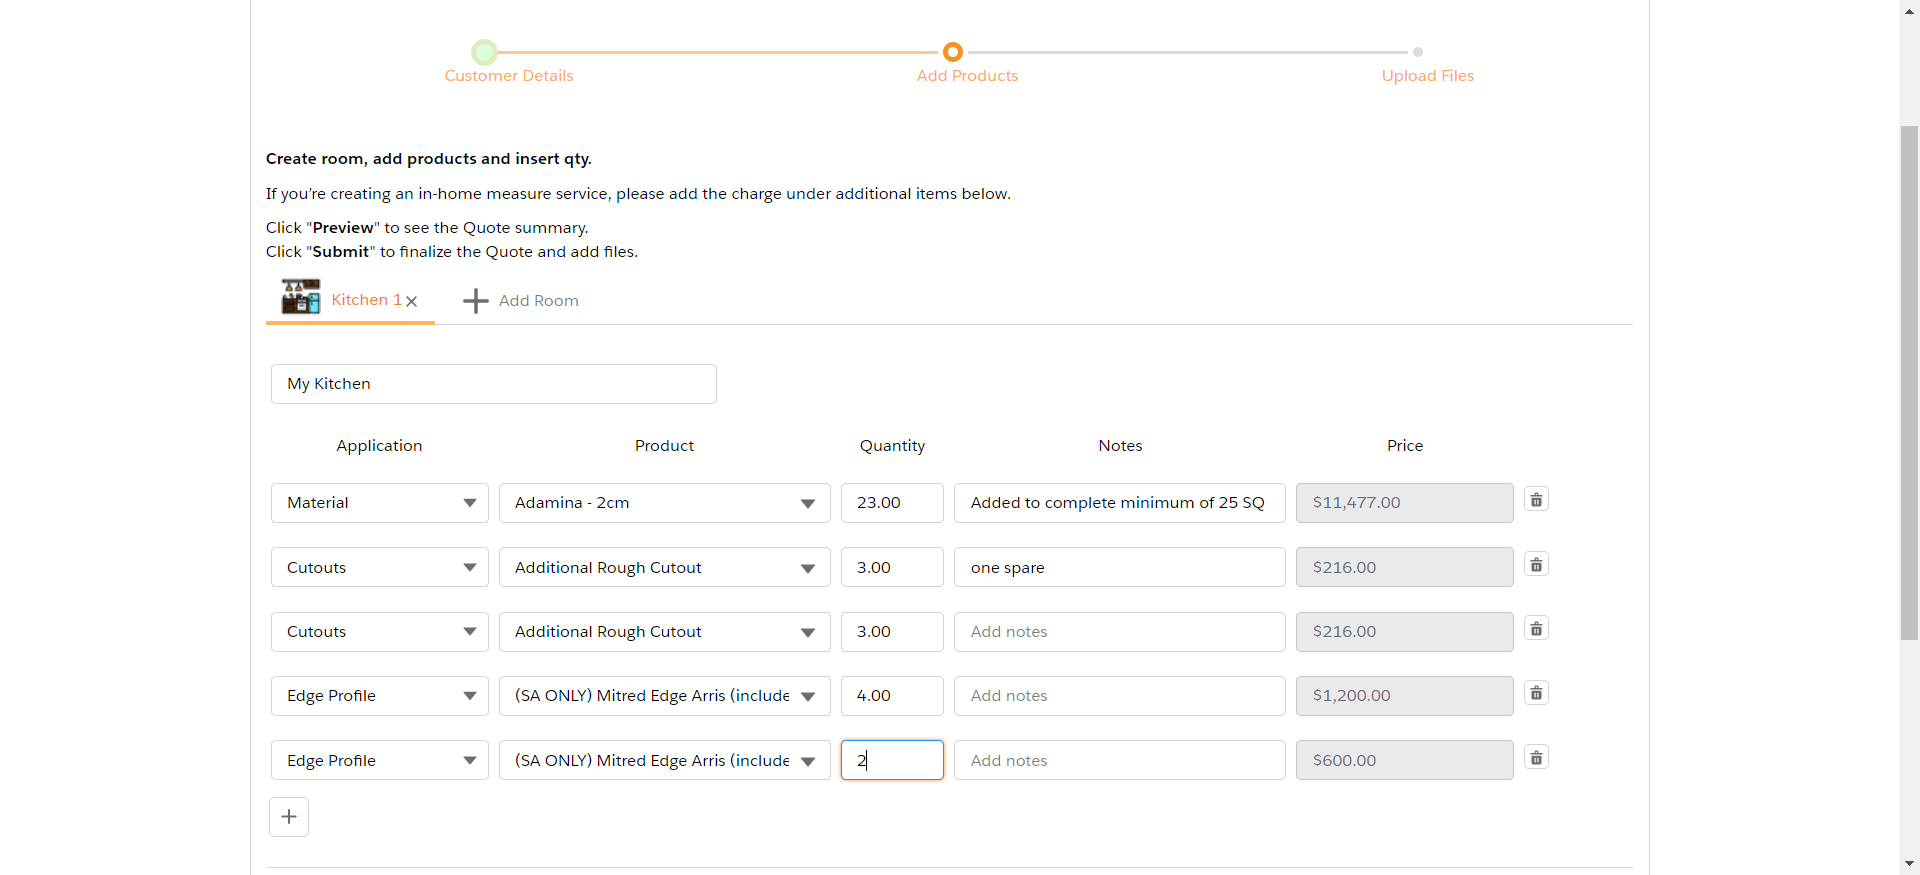 Customer Details
Add Products
Upload Files
Create room, add products and insert qty.
If you’re creating an in-home measure service, please add the charge under additional items below.
Click "Preview" to see the Quote summary.
Click "Submit" to finalize the Quote and add files.
Kitchen 1 Add Room
My Kitchen
Application Product Quantity Notes Price
Material Adamina - 2cm 23.00 Added to complete minimum of 25 SQ $11,477.00
Cutouts Additional Rough Cutout 3.00 one spare $216.00
Cutouts Additional Rough Cutout 3.00 Add notes $216.00
Edge Profile (SA ONLY) Mitred Edge Arris (include 4.00 Add notes $1,200.00
Edge Profile (SA ONLY) Mitred Edge Arris (include 2 Add notes $600.00